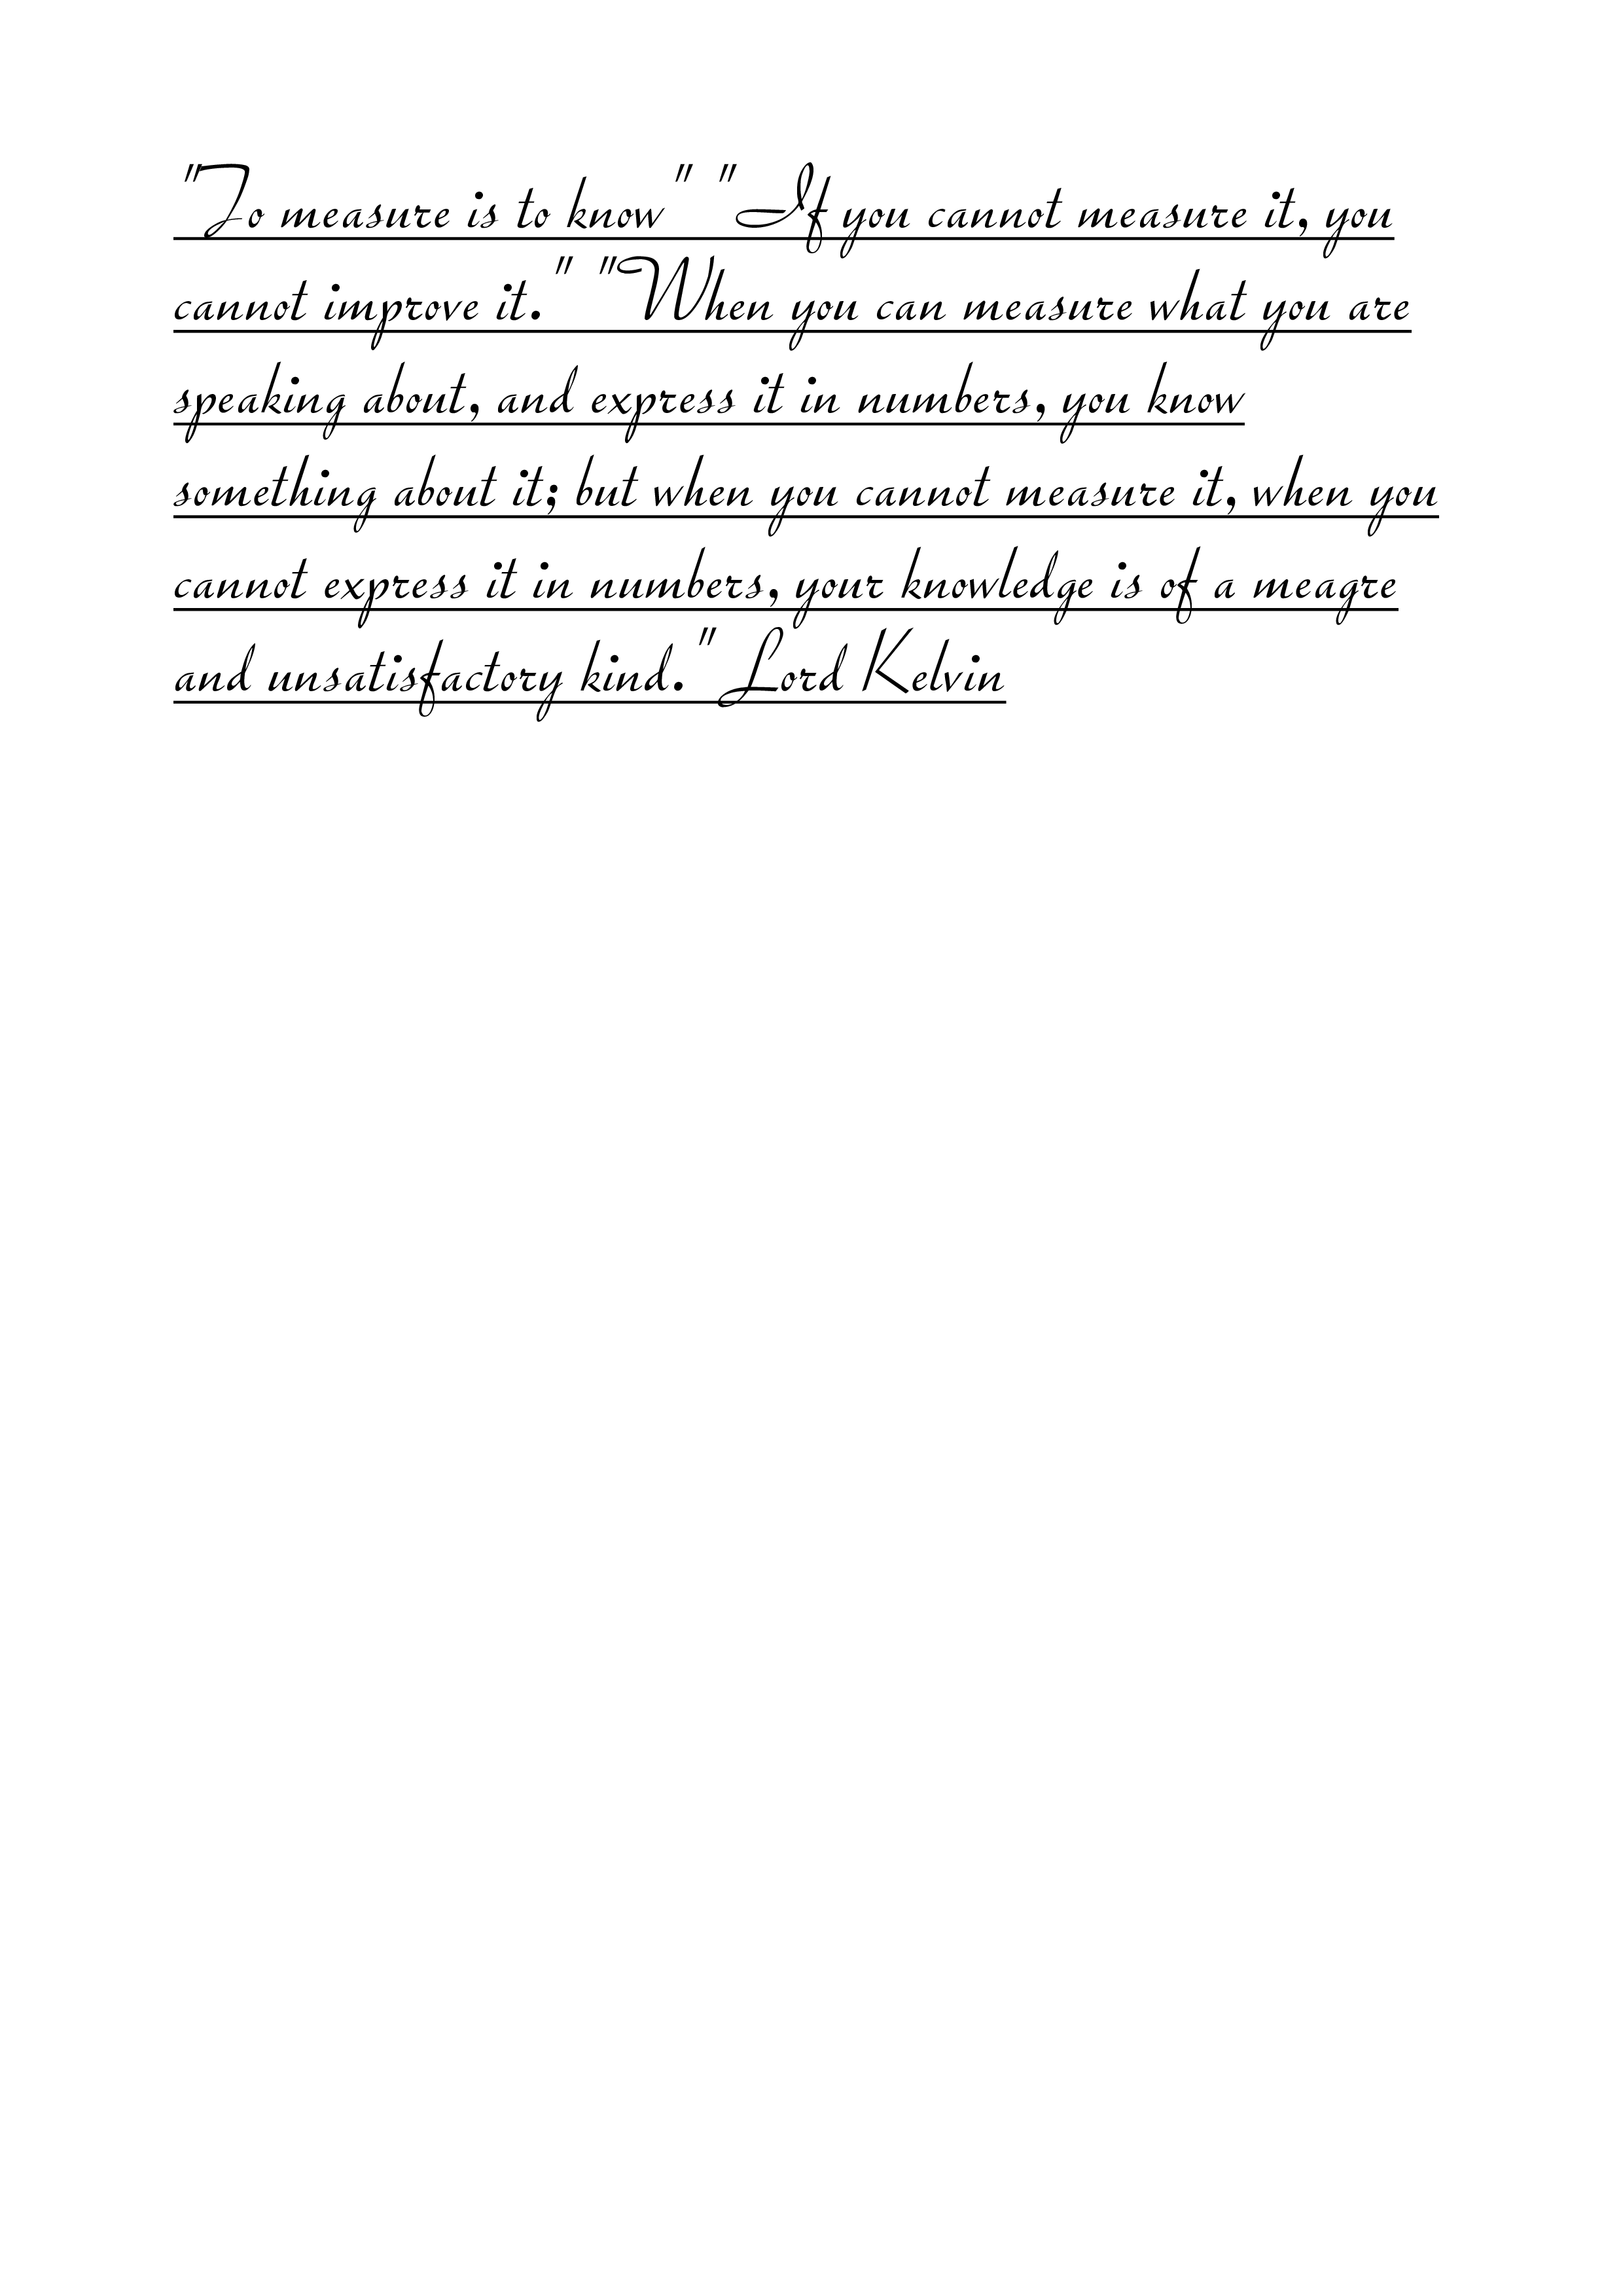 "To measure is to know" "If you cannot measure it, you
cannot improve it." "When you can measure what you are
speaking about, and express it in numbers, you know
something about it; but when you cannot measure it, when you
cannot express it in numbers, your knowledge is of a meagre
and unsatisfactory kind." Lord Kelvin